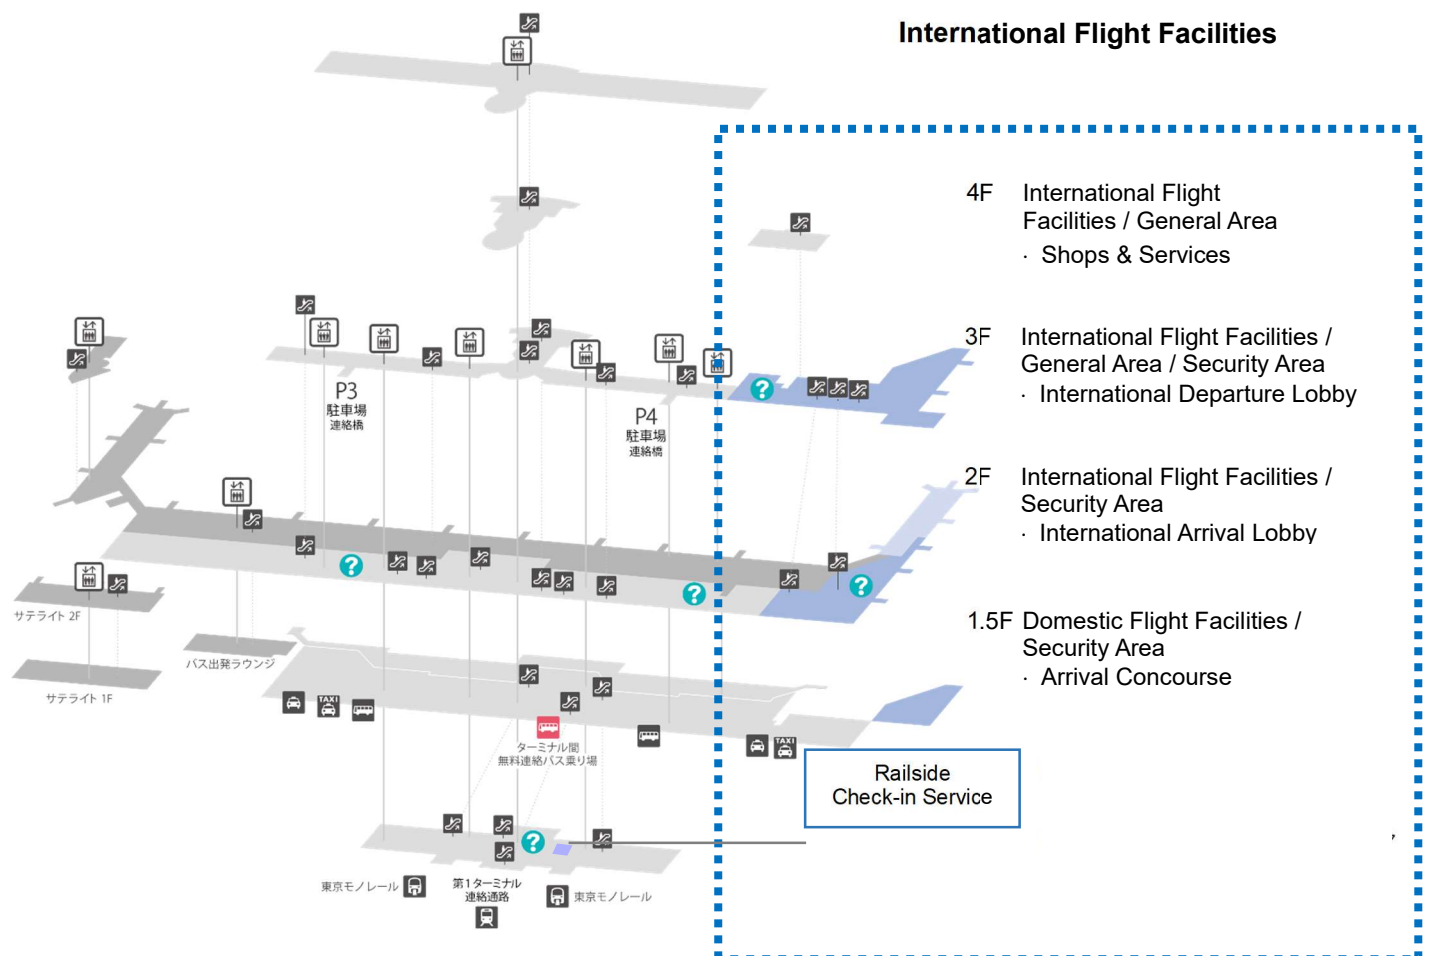 International Flight Facilities
4F International Flight
Facilities / General Area
· Shops & Services
3F International Flight Facilities /
General Area / Security Area
· International Departure Lobby
P3
駐車場
連絡橋
P4
駐車場
連絡橋
2F International Flight Facilities /
Security Area
· International Arrival Lobby
サテライト 2F
バス出発ラウンジ
サテライト 1F
1.5F Domestic Flight Facilities /
Security Area
· Arrival Concourse
TAXI
ターミナル間
無料連絡バス乗り場
TAXI
Railside
Check-in Service
東京モノレール
第1ターミナル
連絡通路
東京モノレール